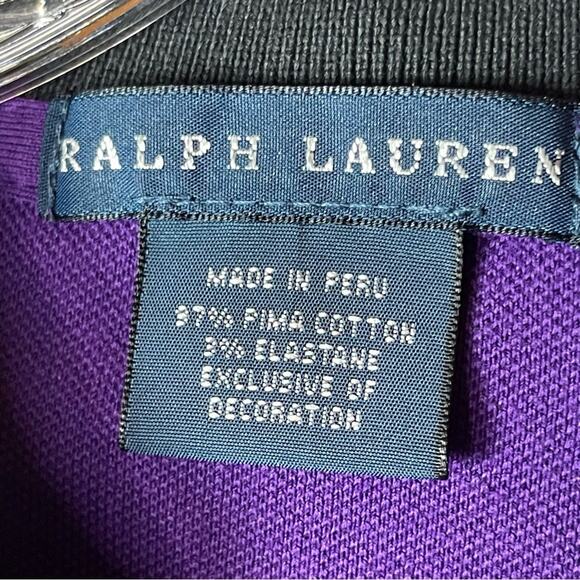 RALPH LAUREN
MADE IN PERU
97% PIMA COTTON
3% ELASTANE
EXCLUSIVE OF
DECORATION